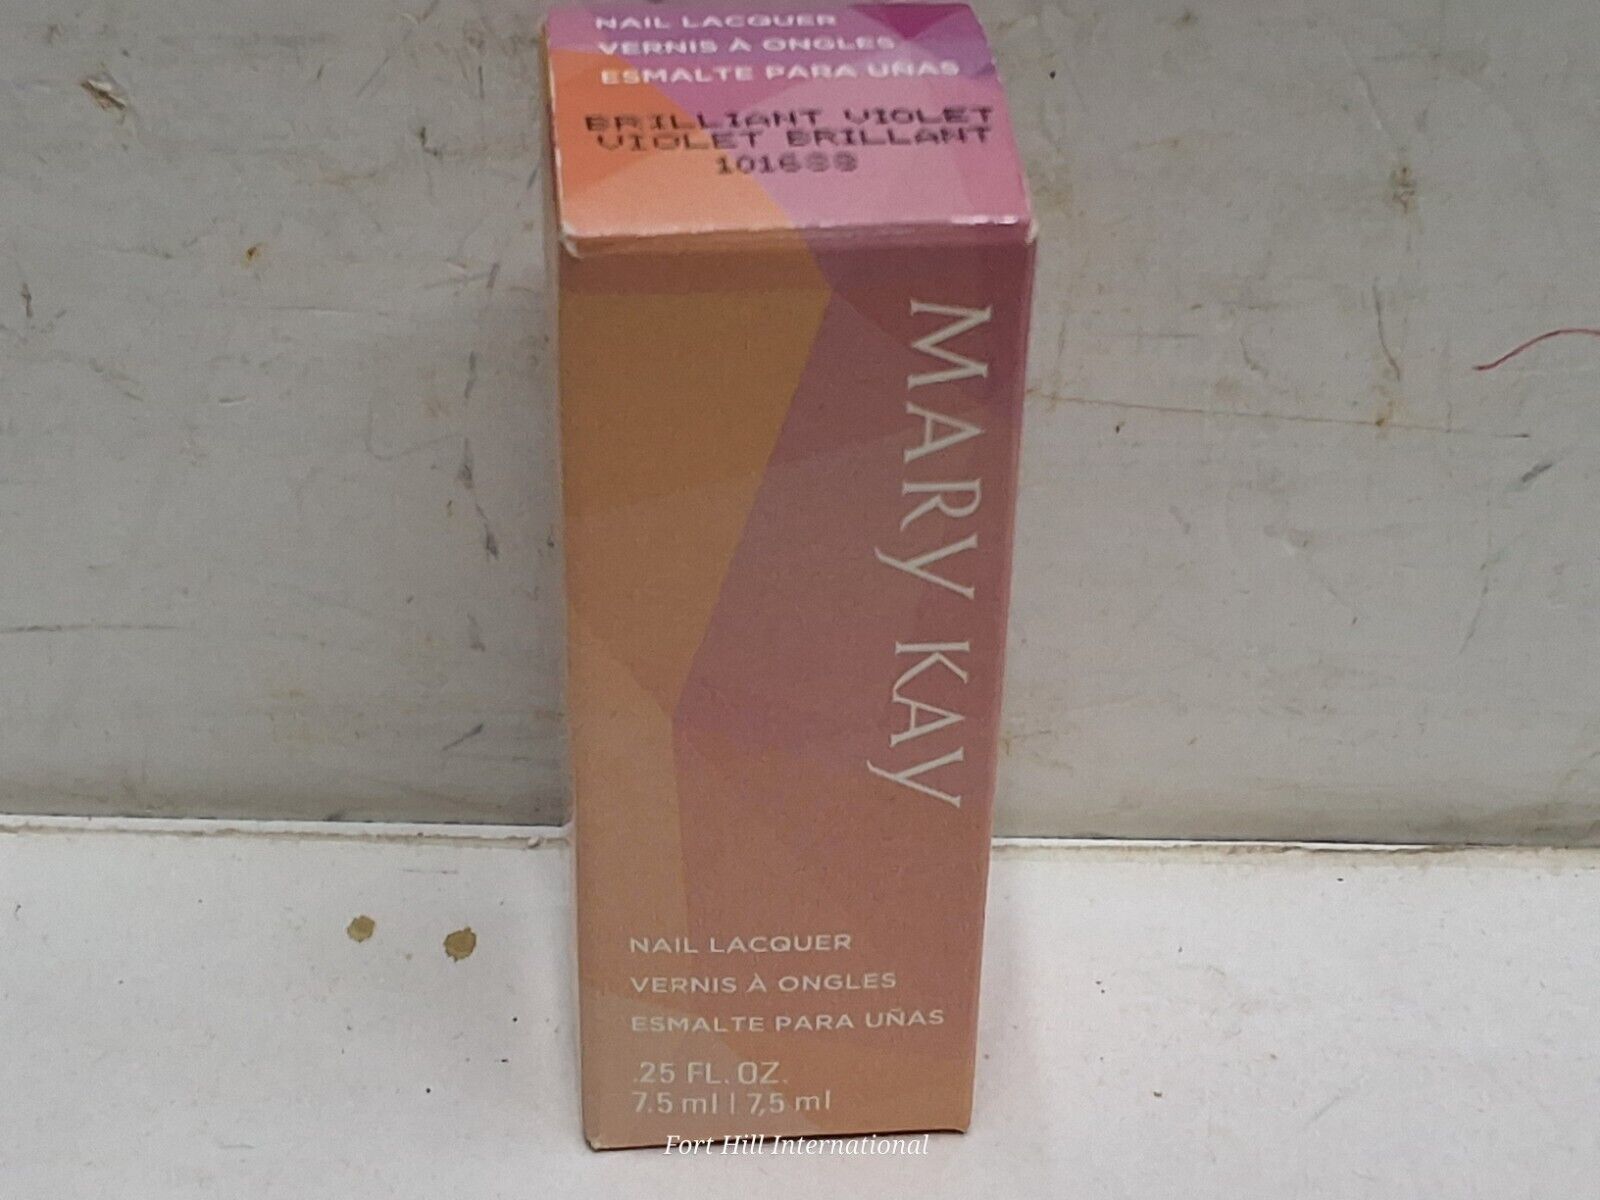 NAIL LACQUER
VERNIS À ONGLES
ESMALTE PARA UÑAS
BRILLIANT VIOLET
VIOLET BRILLANT
MARY KAY
NAIL LACQUER
VERNIS À ONGLES
ESMALTE PARA UÑAS
.25 FL. OZ.
7.5 ml | 7,5 ml
Fort Hill International